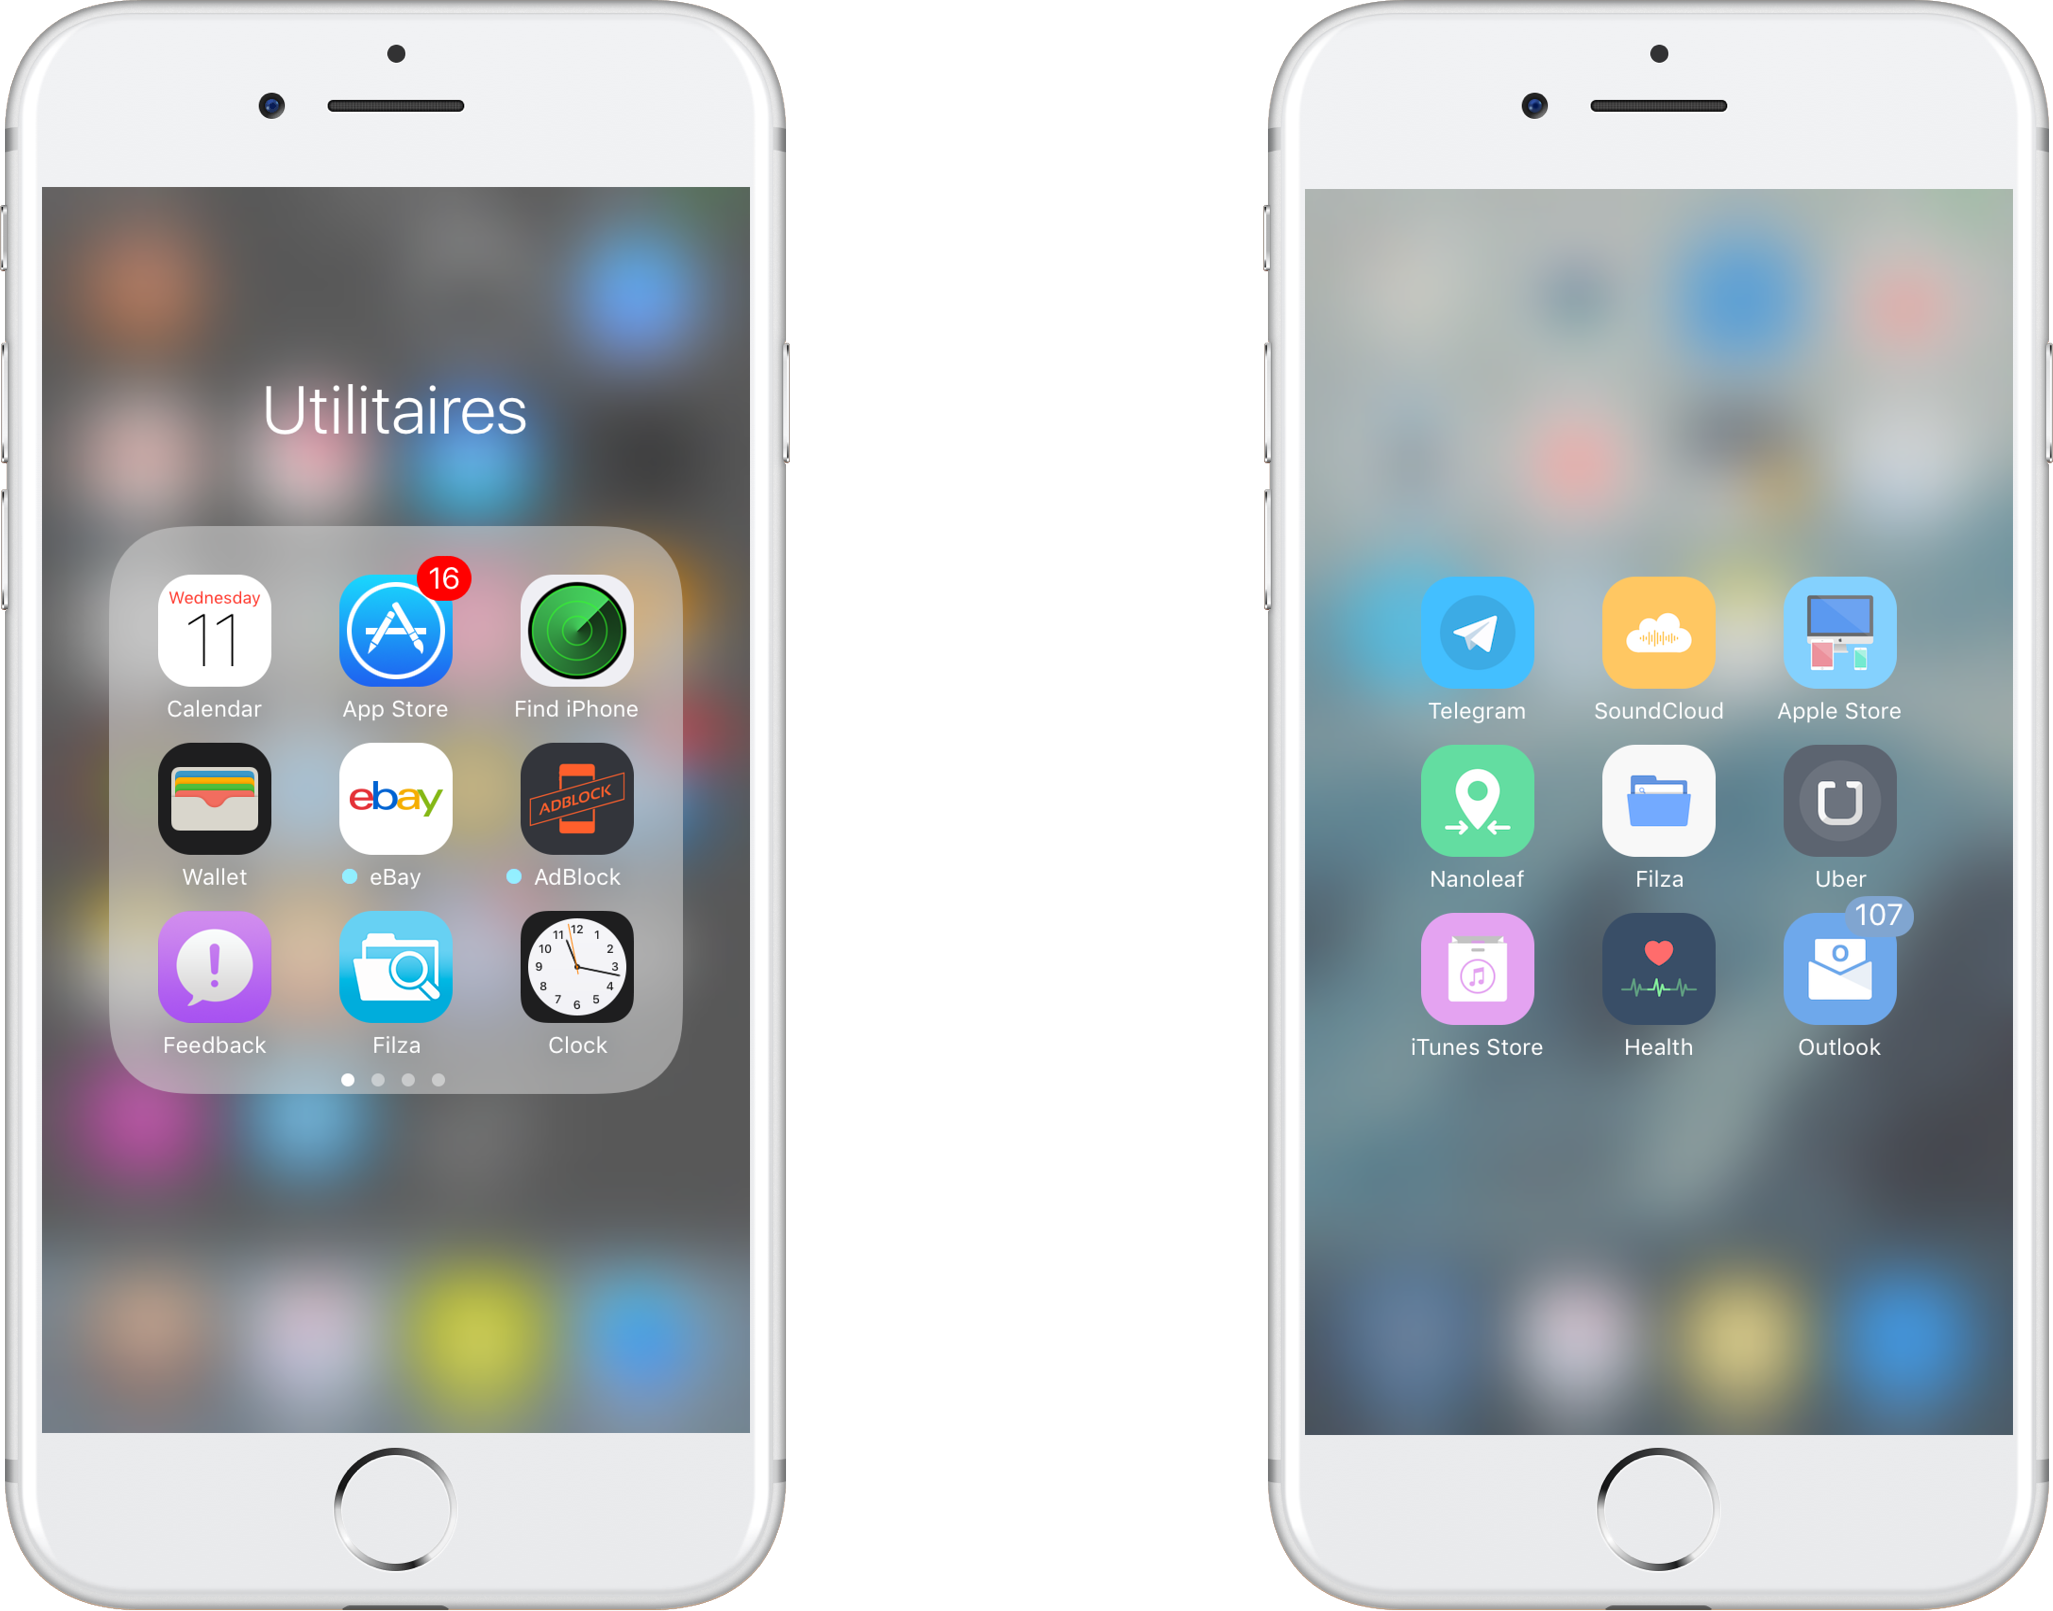 Utilitaires
Wednesday
11
16
Calendar
App Store
Find iPhone
ebay
ADBLOCK
Wallet
eBay
AdBlock
11 12 1
10 2
9 3
8 4
7 6 5
Feedback
Filza
Clock
Telegram
SoundCloud
Apple Store
Nanoleaf
Filza
Uber
107
O
iTunes Store
Health
Outlook